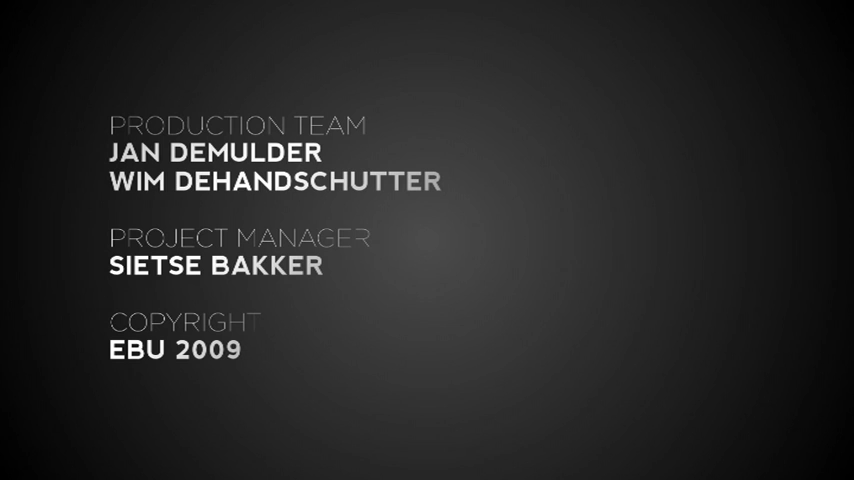 PRODUCTION TEAM
JAN DEMULDER
WIM DEHANDSCHUTTER
PROJECT MANAGER
SIETSE BAKKER
COPYRIGHT
EBU 2009